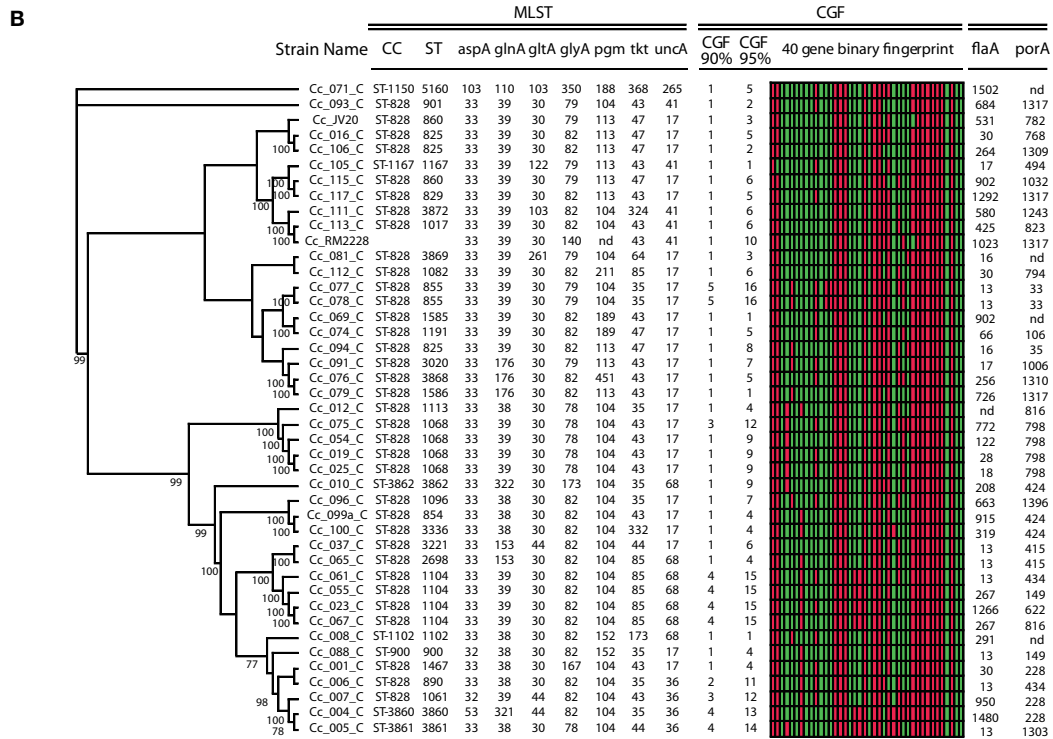 B
MLST CGF
Strain Name CC ST aspA glnA gltA glyA pgm tkt uncA CGF 90% CGF 95% 40 gene binary fingerprint flaA porA
Cc_071_C ST-1150 5160 103 110 103 350 188 368 265 1 5 1502 nd
Cc_093_C ST-828 901 33 39 30 79 104 43 41 1 2 684 1317
Cc_JV20 ST-828 860 33 39 30 79 113 47 17 1 3 531 782
Cc_016_C ST-828 825 33 39 30 82 113 47 17 1 5 30 768
100 Cc_106_C ST-828 825 33 39 30 82 113 47 17 1 2 264 1309
Cc_105_C ST-1167 1167 33 39 122 79 113 43 41 1 1 17 494
100 Cc_115_C ST-828 860 33 39 30 79 113 47 17 1 6 902 1032
100 100 Cc_117_C ST-828 829 33 39 30 82 113 43 17 1 5 1292 1317
Cc_111_C ST-828 3872 33 39 103 82 104 324 41 1 6 580 1243
100 Cc_113_C ST-828 1017 33 39 30 82 104 43 41 1 6 425 823
100 Cc_RM2228 33 39 30 140 nd 43 41 1 10 1023 1317
Cc_081_C ST-828 3869 33 39 261 79 104 64 17 1 3 16 nd
Cc_112_C ST-828 1082 33 39 30 82 211 85 17 1 6 30 794
Cc_077_C ST-828 855 33 39 30 79 104 35 17 5 16 13 33
100 Cc_078_C ST-828 855 33 39 30 79 104 35 17 5 16 13 33
Cc_069_C ST-828 1585 33 39 30 82 189 43 17 1 1 902 nd
100 Cc_074_C ST-828 1191 33 39 30 82 189 47 17 1 5 66 106
Cc_094_C ST-828 825 33 39 30 82 113 47 17 1 8 16 35
99 100 Cc_091_C ST-828 3020 33 176 30 79 113 43 17 1 7 17 1006
100 Cc_076_C ST-828 3868 33 176 30 82 451 43 17 1 5 256 1310
100 Cc_079_C ST-828 1586 33 176 30 82 113 43 17 1 1 726 1317
Cc_012_C ST-828 1113 33 38 30 78 104 35 17 1 4 nd 816
100 Cc_075_C ST-828 1068 33 39 30 78 104 43 17 3 12 772 798
100 Cc_054_C ST-828 1068 33 39 30 78 104 43 17 1 9 122 798
100 Cc_019_C ST-828 1068 33 39 30 78 104 43 17 1 9 28 798
100 Cc_025_C ST-828 1068 33 39 30 78 104 43 17 1 9 18 798
99 Cc_010_C ST-3862 3862 33 322 30 173 104 35 68 1 9 208 424
Cc_096_C ST-828 1096 33 38 30 82 104 35 17 1 7 663 1396
100 Cc_099a_C ST-828 854 33 38 30 82 104 43 17 1 4 915 424
99 100 Cc_100_C ST-828 3336 33 38 30 82 104 332 17 1 4 319 424
Cc_037_C ST-828 3221 33 153 44 82 104 44 17 1 6 13 415
100 Cc_065_C ST-828 2698 33 153 30 82 104 85 68 1 4 13 415
100 100 Cc_061_C ST-828 1104 33 39 30 82 104 85 68 4 15 13 434
100 Cc_055_C ST-828 1104 33 39 30 82 104 85 68 4 15 267 149
100 Cc_023_C ST-828 1104 33 39 30 82 104 85 68 4 15 1266 622
100 Cc_067_C ST-828 1104 33 39 30 82 104 85 68 4 15 267 816
Cc_008_C ST-1102 1102 33 38 30 82 152 173 68 1 1 291 nd
77 Cc_088_C ST-900 900 32 38 30 82 152 35 17 1 4 13 149
Cc_001_C ST-828 1467 33 38 30 167 104 43 17 1 4 30 228
Cc_006_C ST-828 890 33 38 30 82 104 35 36 2 11 13 434
98 Cc_007_C ST-828 1061 32 39 44 82 104 43 36 3 12 950 228
100 Cc_004_C ST-3860 3860 53 321 44 82 104 35 36 4 13 1480 228
78 Cc_005_C ST-3861 3861 33 38 30 78 104 44 36 4 14 13 1303